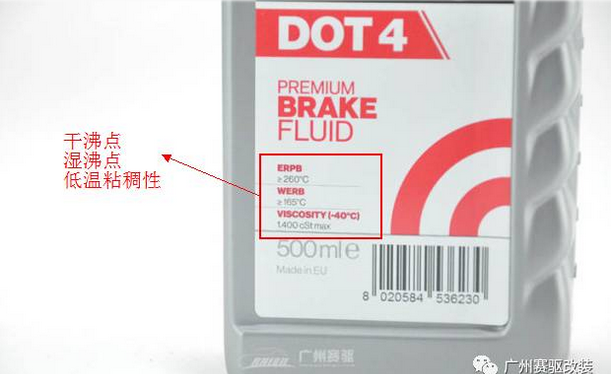 DOT 4
PREMIUM
BRAKE
FLUID
干沸点
湿沸点
低温粘稠性
ERPB
≥ 260°C
WERB
≥ 165°C
VISCOSITY (-40°C)
1.400 cSt max
500 ml e
Made in EU
8 020584 536230
广州赛驱
广州赛驱改装